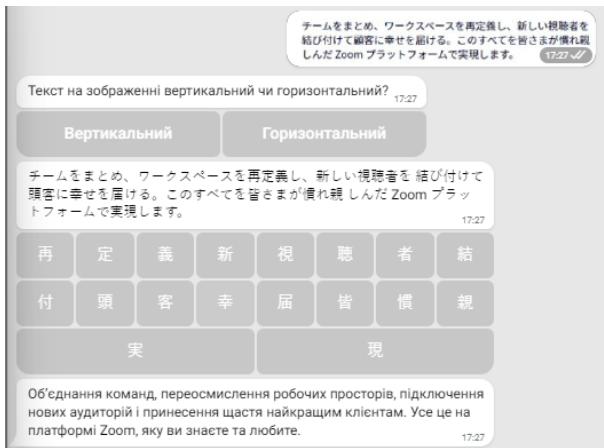 チームをまとめ、ワークスペースを再定義し、新しい視聴者を
結び付けて顧客に幸せを届ける。このすべてを皆さまが慣れ親
しんだ Zoom プラットフォームで実現します。 17:27
Текст на зображенні вертикальний чи горизонтальний? 17:27
Вертикальний Горизонтальний
チームをまとめ、ワークスペースを再定義し、新しい視聴者を 結び付けて
頭客に幸せを届ける。このすべてを皆さまが慣れ親 しんだ Zoom プラッ
トフォームで実現します。
17:27
再 定 義 新 視 聴 者 結
付 頭 客 幸 届 皆 慣 親
実 現
Об’єднання команд, переосмислення робочих просторів, підключення
нових аудиторій і принесення щастя найкращим клієнтам. Усе це на
платформі Zoom, яку ви знаєте та любите.
17:27